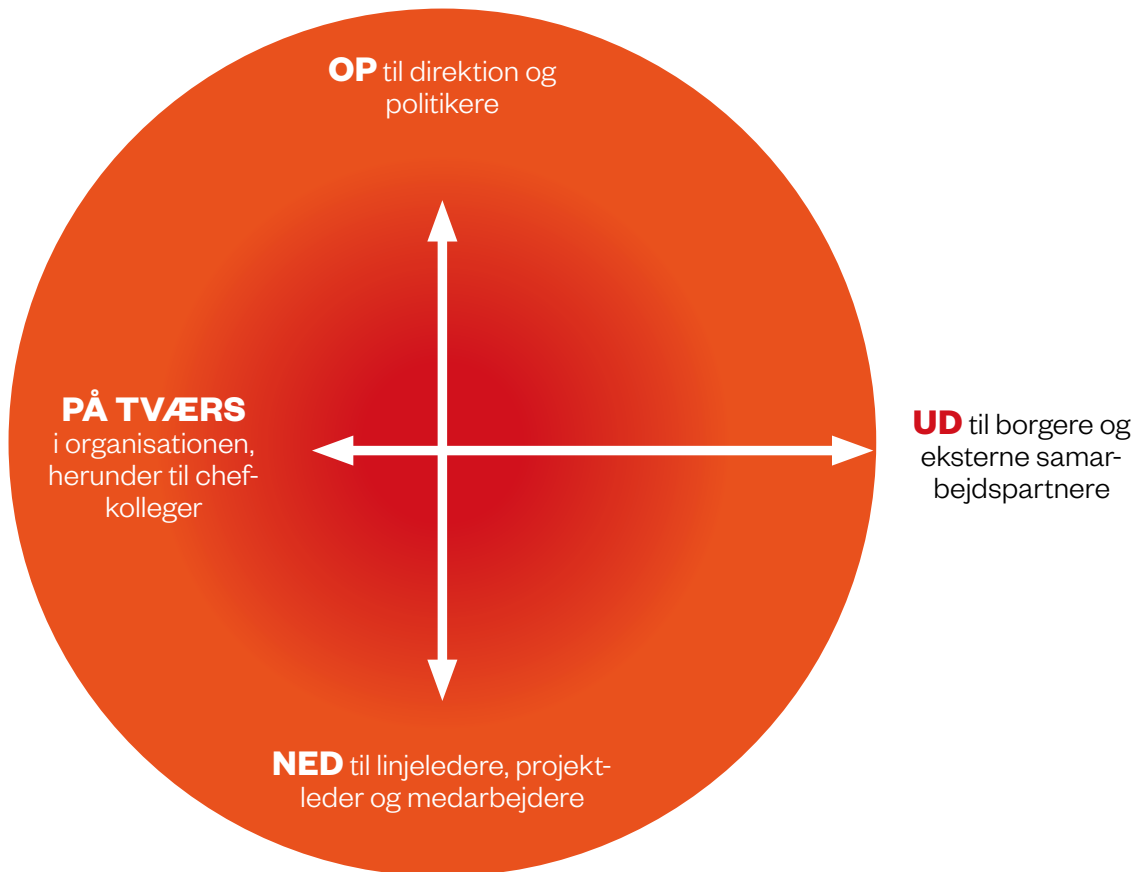 OP til direktion og
politikere
PÅ TVÆRS
i organisationen,
herunder til chef-
kolleger
UD til borgere og
eksterne samar-
bejdspartnere
NED til linjeledere, projekt-
leder og medarbejdere